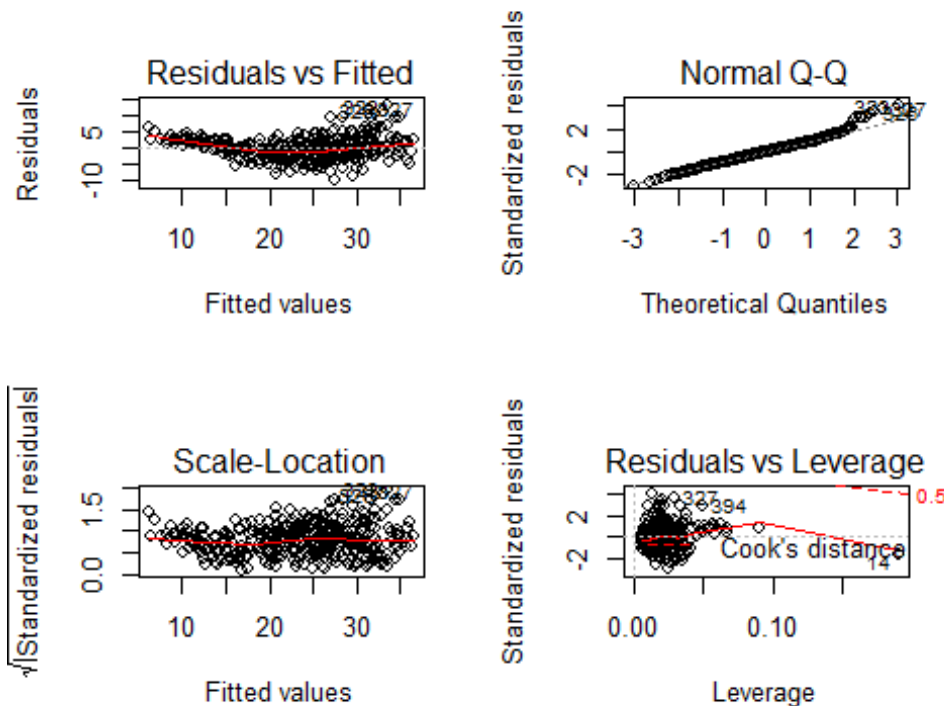 Residuals vs Fitted
Residuals
5
-10
10 20 30
Fitted values
Normal Q-Q
Standardized residuals
2
-2
-3 -1 0 1 2 3
Theoretical Quantiles
Scale-Location
√|Standardized residuals|
1.5
0.0
10 20 30
Fitted values
Residuals vs Leverage
Standardized residuals
2
-2
327
394
0.5
Cook's distance
14
0.00 0.10
Leverage